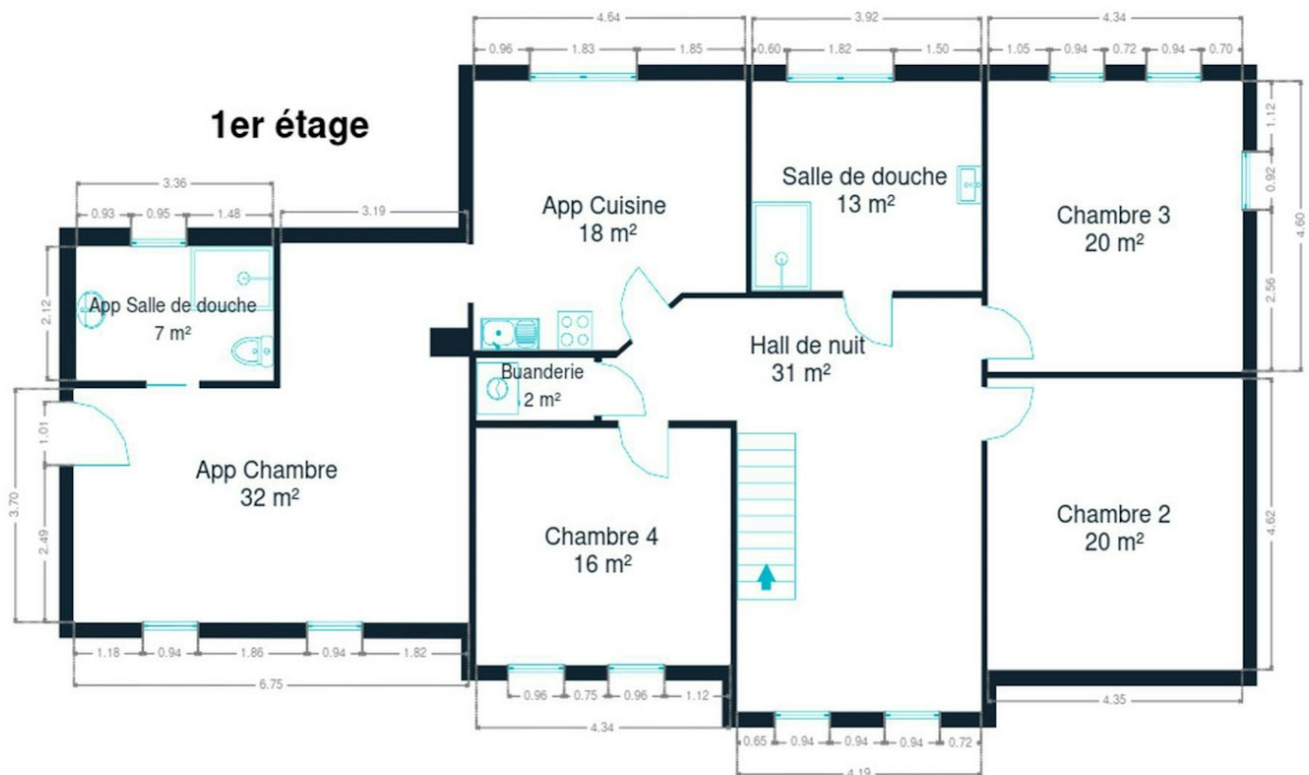 4.64 3.92 4.34
0.96 1.83 1.85 0.60 1.82 1.50 1.05 0.94 0.72 0.94 0.70
1er étage
1.12
0.92
4.60
2.56
3.36
0.93 0.95 1.48 3.19
App Cuisine
18 m²
Salle de douche
13 m²
Chambre 3
20 m²
2.12
App Salle de douche
7 m²
Hall de nuit
31 m²
Buanderie
2 m²
1.01
3.70
2.49
App Chambre
32 m²
Chambre 4
16 m²
Chambre 2
20 m²
4.62
1.18 0.94 1.86 0.94 1.82
6.75
0.96 0.75 0.96 1.12
4.34
4.35
0.65 0.94 0.94 0.94 0.72
4.19